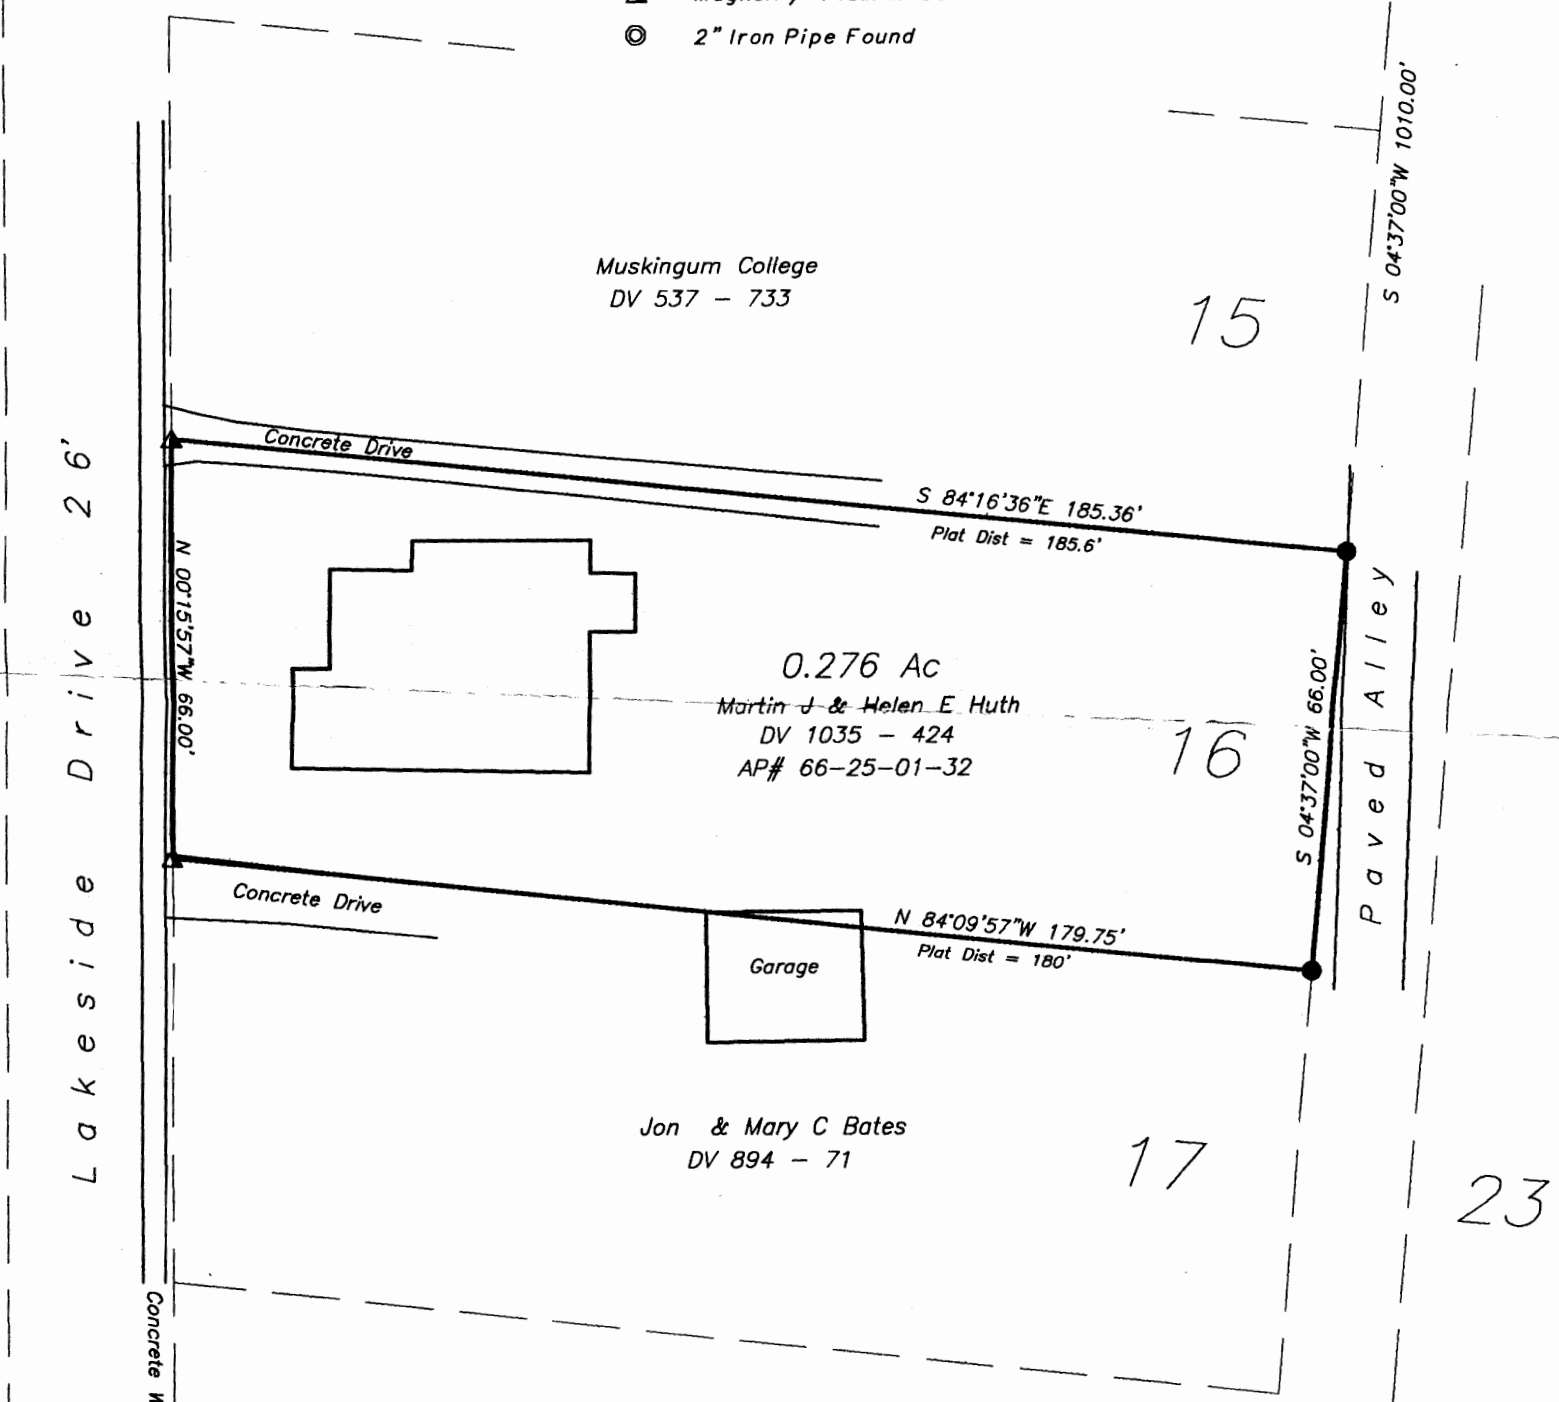 2" Iron Pipe Found
S 04°37'00"W 1010.00'
Muskingum College
DV 537 - 733
15
Concrete Drive
S 84°16'36"E 185.36'
Plat Dist = 185.6'
Lakeside Drive 26'
N 00°15'57"W 66.00'
0.276 Ac
Martin J & Helen E Huth
DV 1035 - 424
AP# 66-25-01-32
16
S 04°37'00"W 66.00'
Paved Alley
Concrete Drive
N 84°09'57"W 179.75'
Plat Dist = 180'
Garage
Jon & Mary C Bates
DV 894 - 71
17
23
Concrete